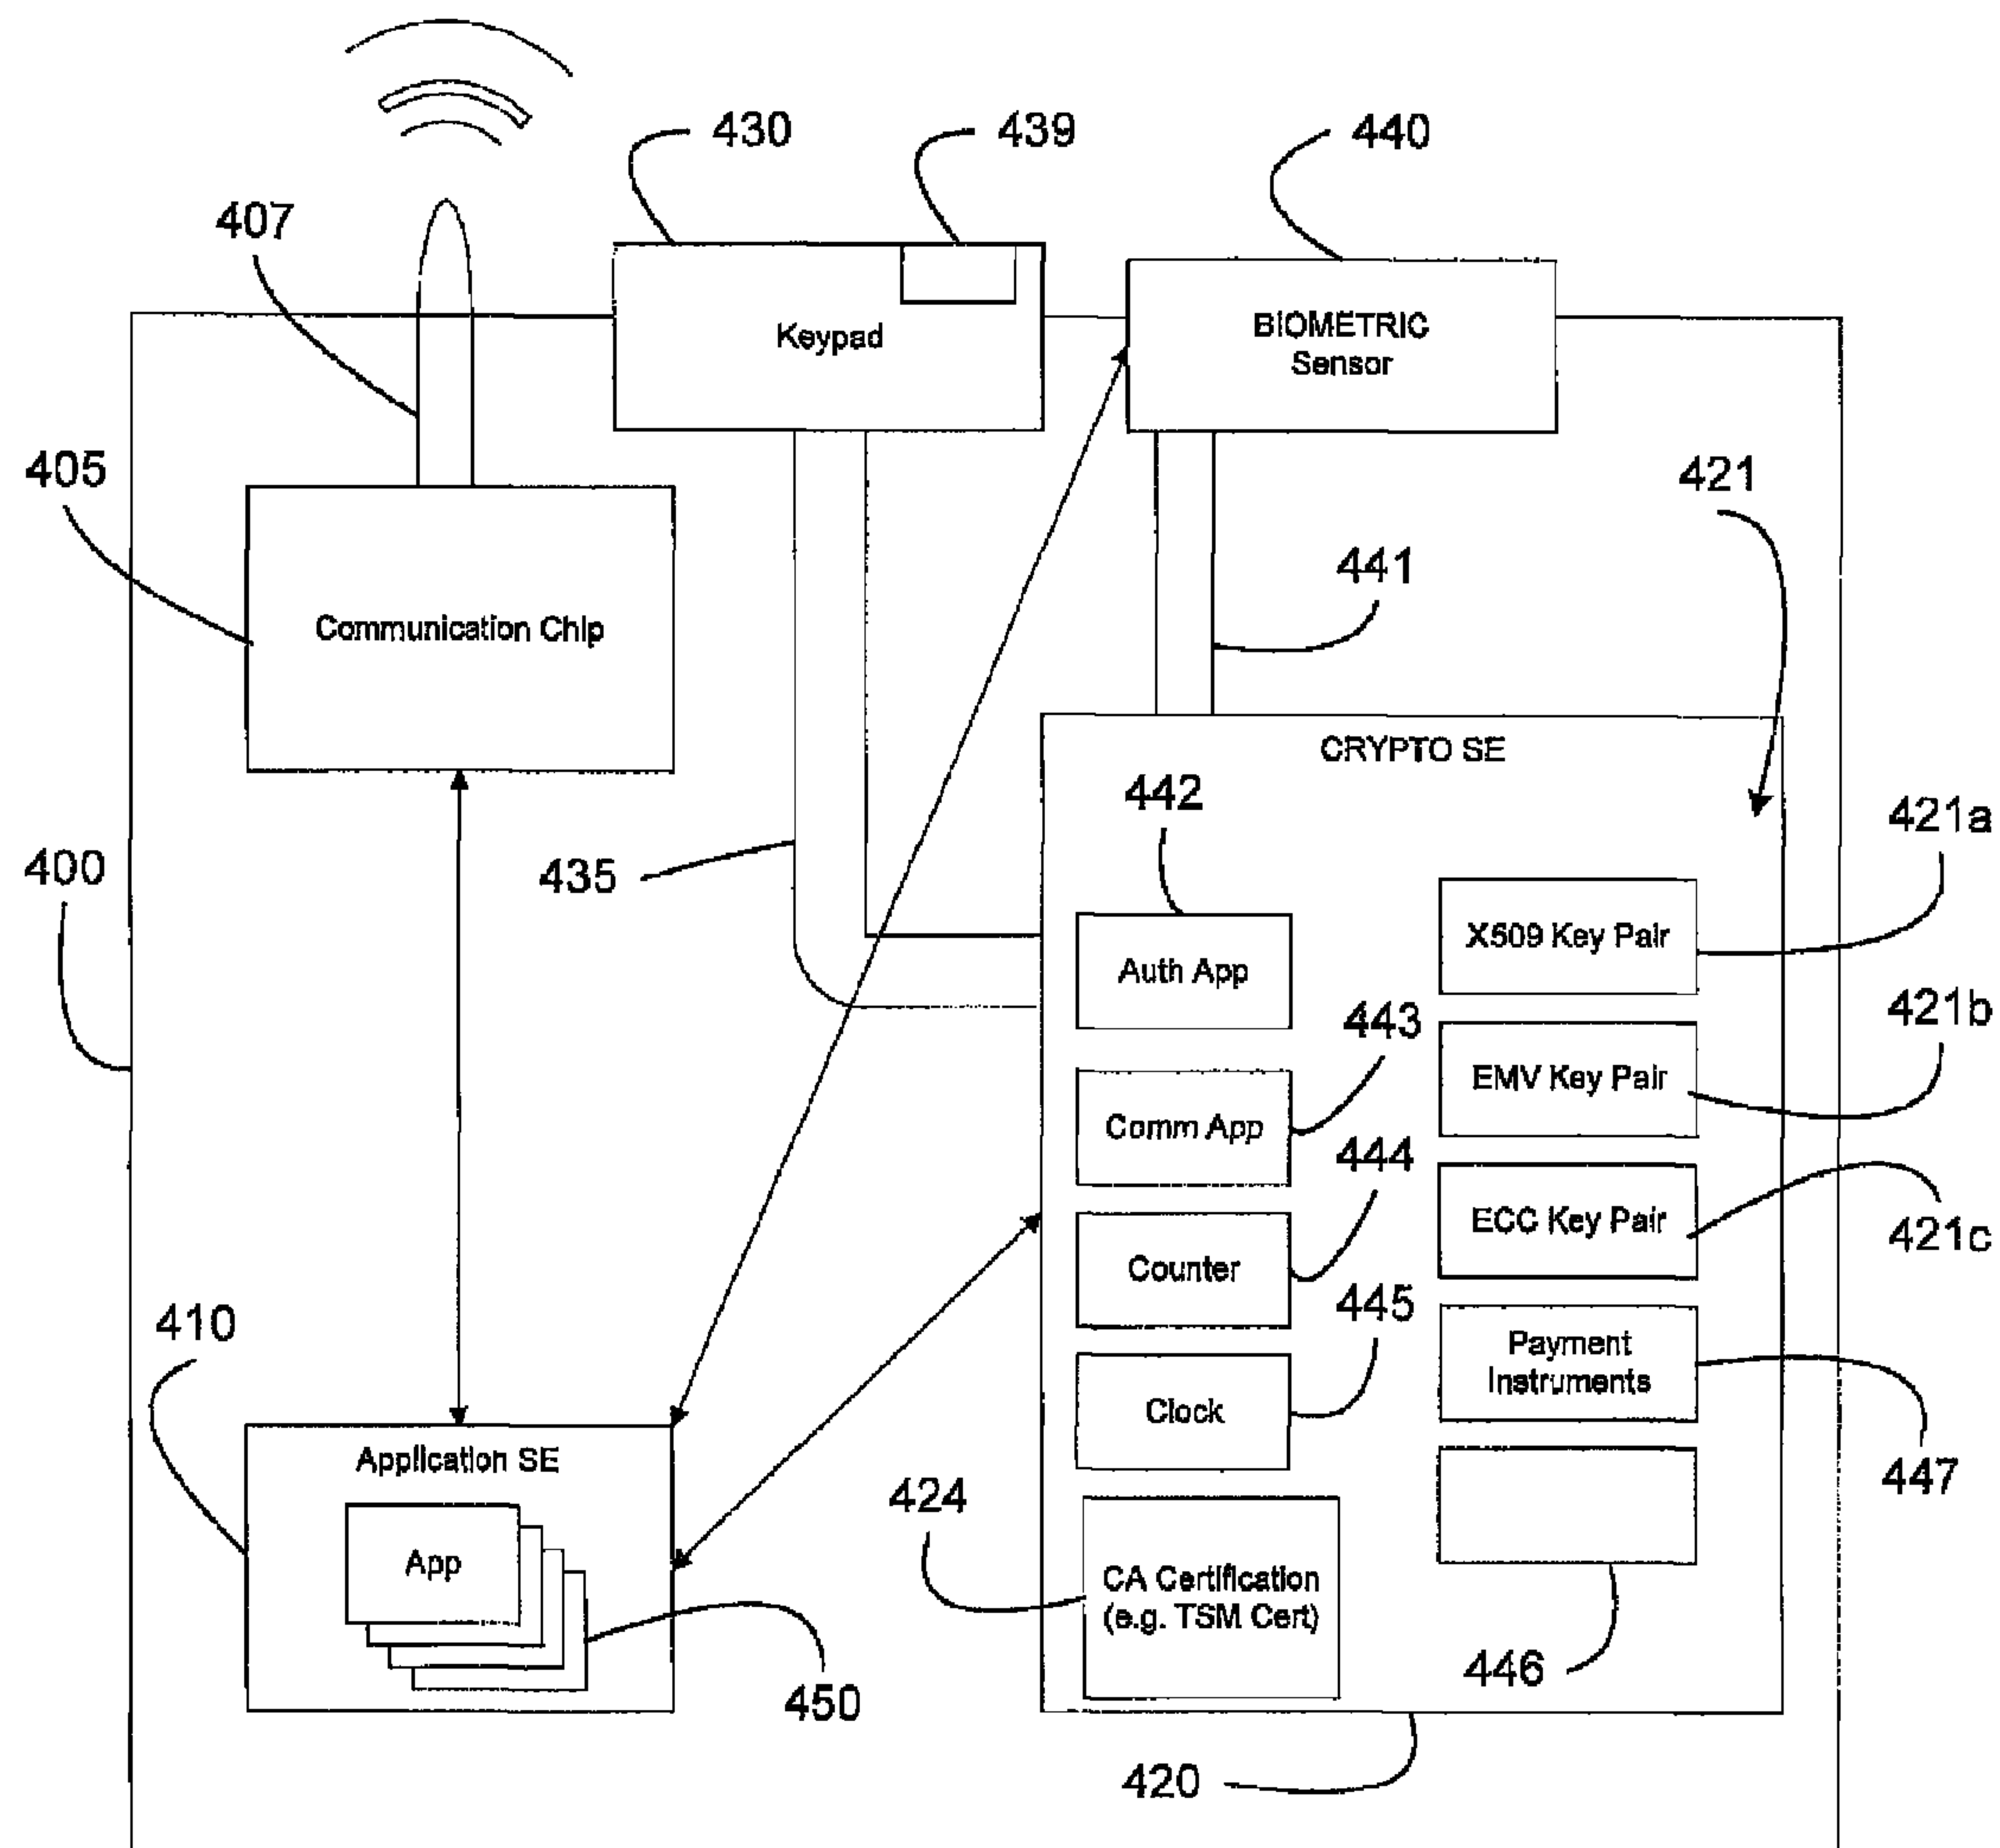 430
439
440
407
Keypad
BIOMETRIC
Sensor
405
421
441
Communication Chip
CRYPTO SE
442
421a
400
435
X509 Key Pair
Auth App
421b
443
EMV Key Pair
Comm App
444
ECC Key Pair
421c
Counter
445
410
Payment
Instruments
Clock
Application SE
447
424
App
CA Certification
(e.g. TSM Cert)
446
450
420